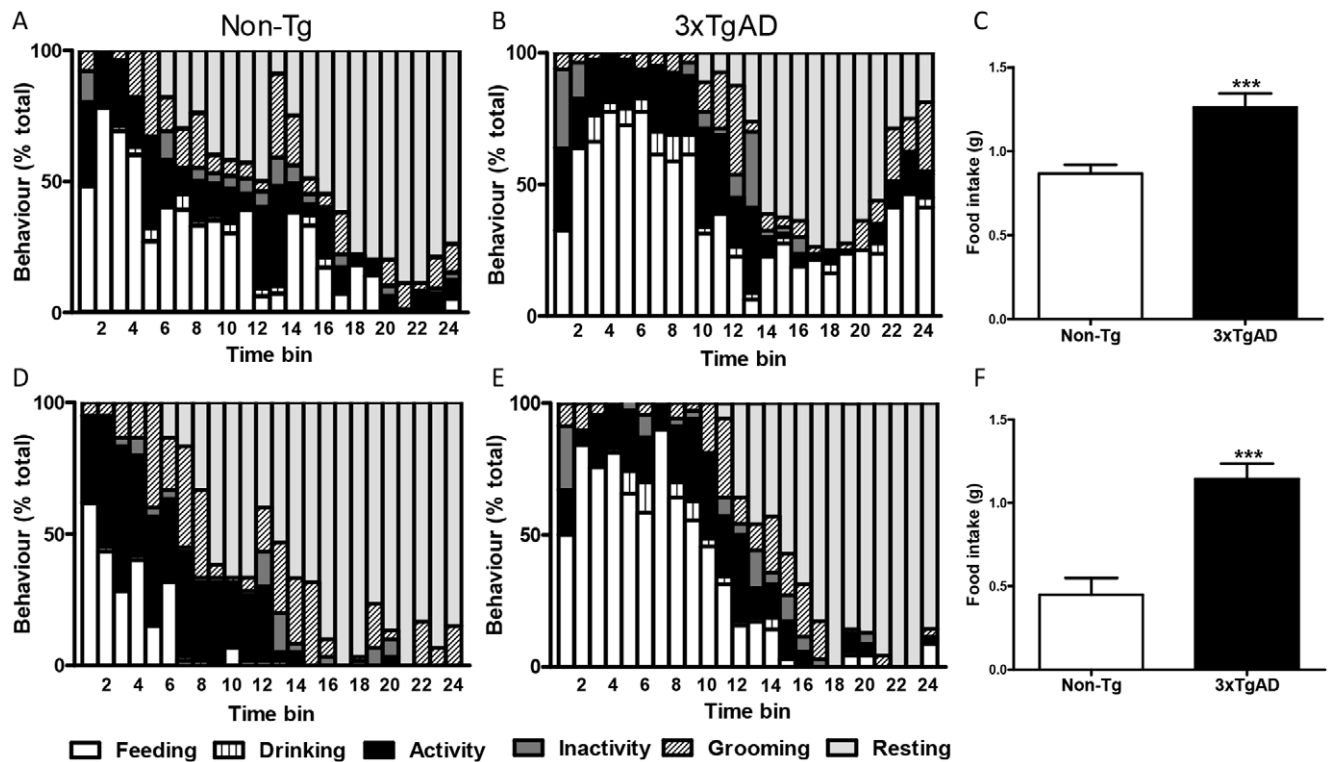 A Non-Tg B 3xTgAD C
Behaviour (% total)
100
50
0
2 4 6 8 10 12 14 16 18 20 22 24
Time bin
Behaviour (% total)
100
50
0
2 4 6 8 10 12 14 16 18 20 22 24
Time bin
Food intake (g)
1.5
1.0
0.5
0.0
***
Non-Tg 3xTgAD
D E F
Behaviour (% total)
100
50
0
2 4 6 8 10 12 14 16 18 20 22 24
Time bin
Behaviour (% total)
100
50
0
2 4 6 8 10 12 14 16 18 20 22 24
Time bin
Food intake (g)
1.5
1.0
0.5
0.0
***
Non-Tg 3xTgAD
Feeding Drinking Activity Inactivity Grooming Resting